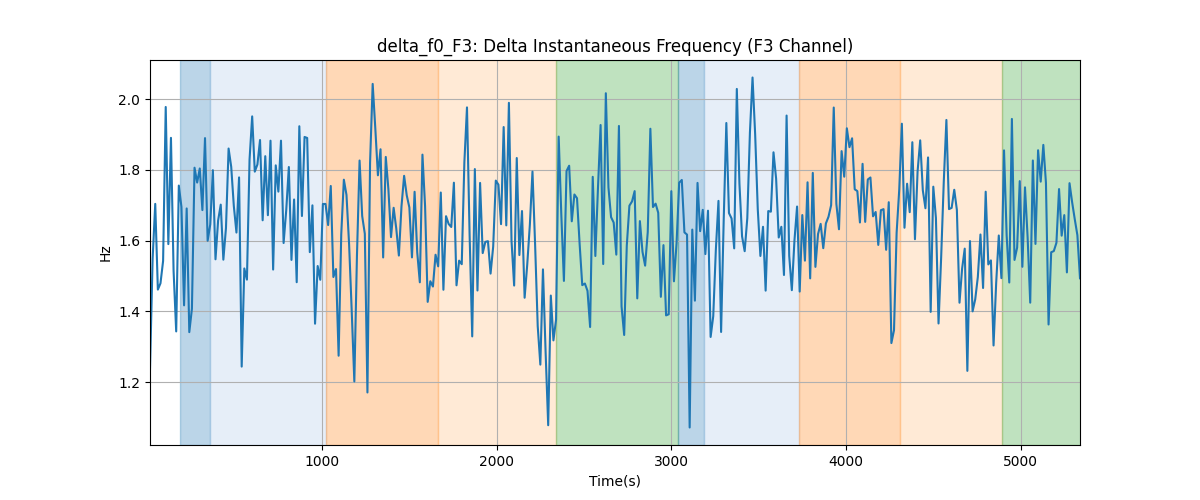 delta_f0_F3: Delta Instantaneous Frequency (F3 Channel)
2.0
1.8
1.6
1.4
1.2
Hz
1000 2000 3000 4000 5000
Time(s)